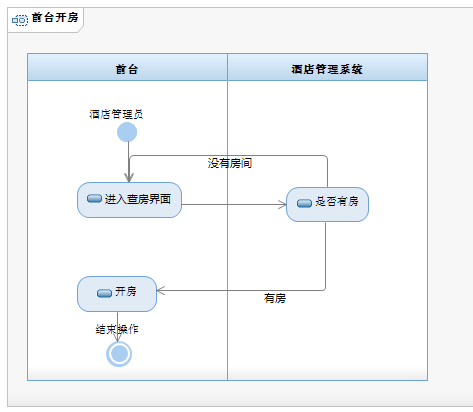 前台开房
前台
酒店管理系统
酒店管理员
没有房间
进入查房界面
是否有房
开房
有房
结束操作